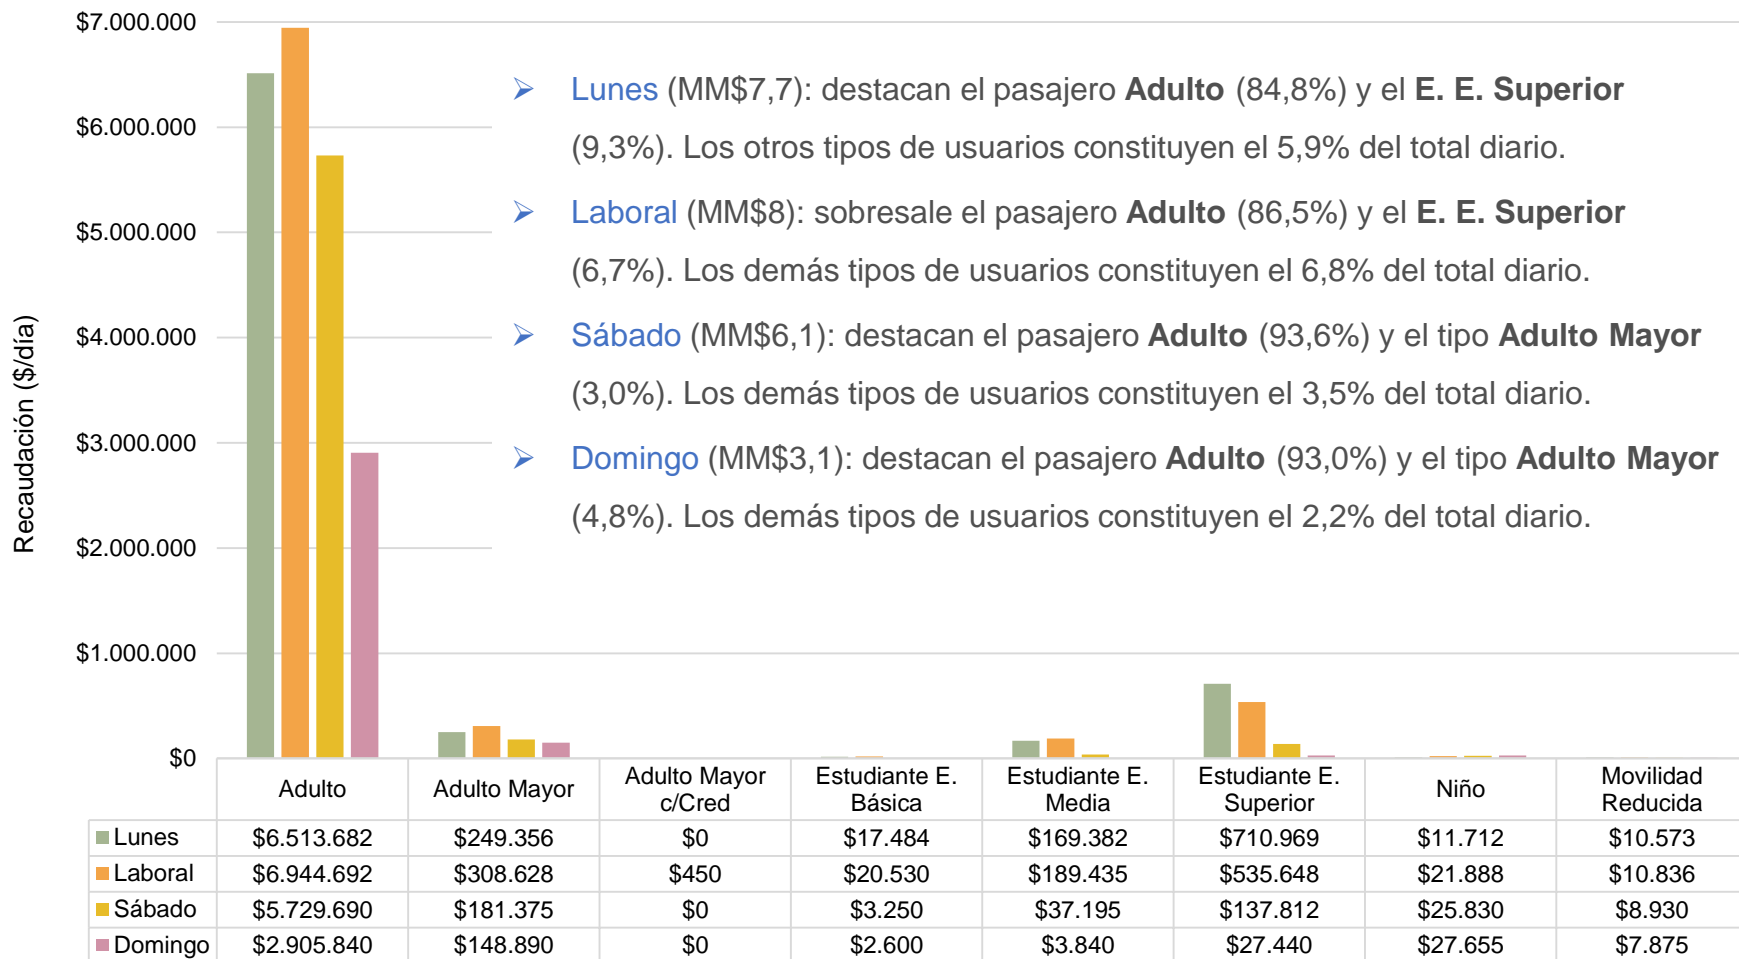 $7.000.000
$6.000.000
$5.000.000
$4.000.000
$3.000.000
$2.000.000
$1.000.000
$0
Recaudación ($/día)
➢ Lunes (MM$7,7): destacan el pasajero Adulto (84,8%) y el E. E. Superior
(9,3%). Los otros tipos de usuarios constituyen el 5,9% del total diario.
➢ Laboral (MM$8): sobresale el pasajero Adulto (86,5%) y el E. E. Superior
(6,7%). Los demás tipos de usuarios constituyen el 6,8% del total diario.
➢ Sábado (MM$6,1): destacan el pasajero Adulto (93,6%) y el tipo Adulto Mayor
(3,0%). Los demás tipos de usuarios constituyen el 3,5% del total diario.
➢ Domingo (MM$3,1): destacan el pasajero Adulto (93,0%) y el tipo Adulto Mayor
(4,8%). Los demás tipos de usuarios constituyen el 2,2% del total diario.
Adulto
Adulto Mayor
Adulto Mayor
c/Cred
Estudiante E.
Básica
Estudiante E.
Media
Estudiante E.
Superior
Niño
Movilidad
Reducida
Lunes $6.513.682 $249.356 $0 $17.484 $169.382 $710.969 $11.712 $10.573
Laboral $6.944.692 $308.628 $450 $20.530 $189.435 $535.648 $21.888 $10.836
Sábado $5.729.690 $181.375 $0 $3.250 $37.195 $137.812 $25.830 $8.930
Domingo $2.905.840 $148.890 $0 $2.600 $3.840 $27.440 $27.655 $7.875